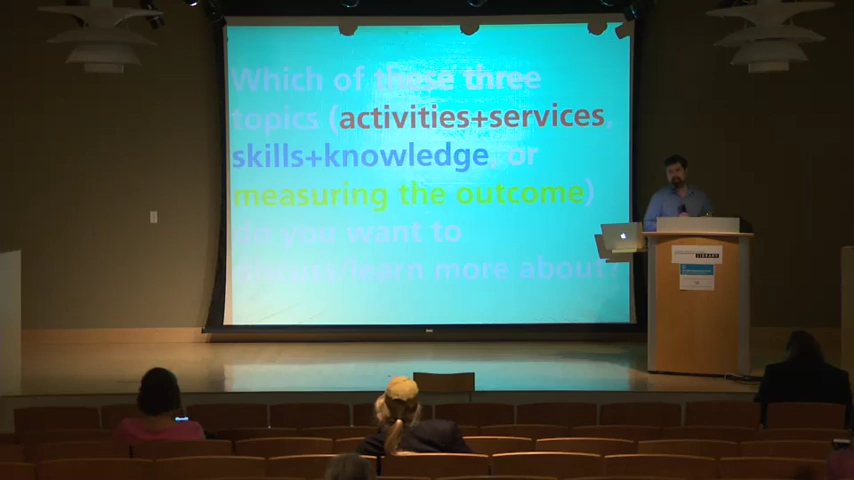 Which of these three
topics (activities+services,
skills+knowledge, or
measuring the outcome)
do you want to
discuss/learn more about?
LIBRARY